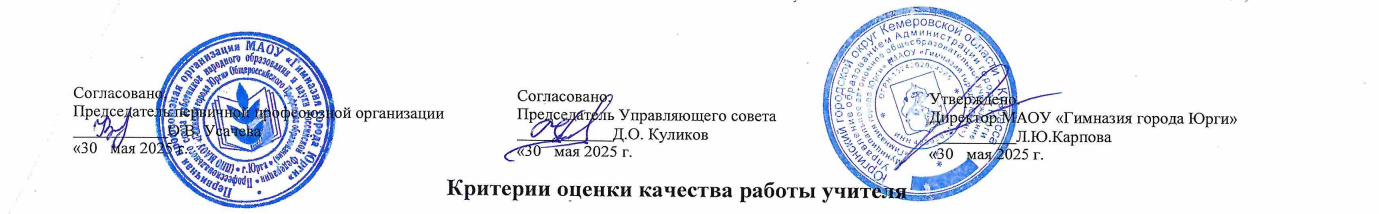 Согласовано.
Председатель первичной профсоюзной организации
О.В. Усачева
«30 мая 2025 г.
Согласовано.
Председатель Управляющего совета
Д.О. Куликов
«30 мая 2025 г.
Утверждено.
Директор МАОУ «Гимназия города Юрги»
Л.Ю.Карпова
«30 мая 2025 г.
Критерии оценки качества работы учителя